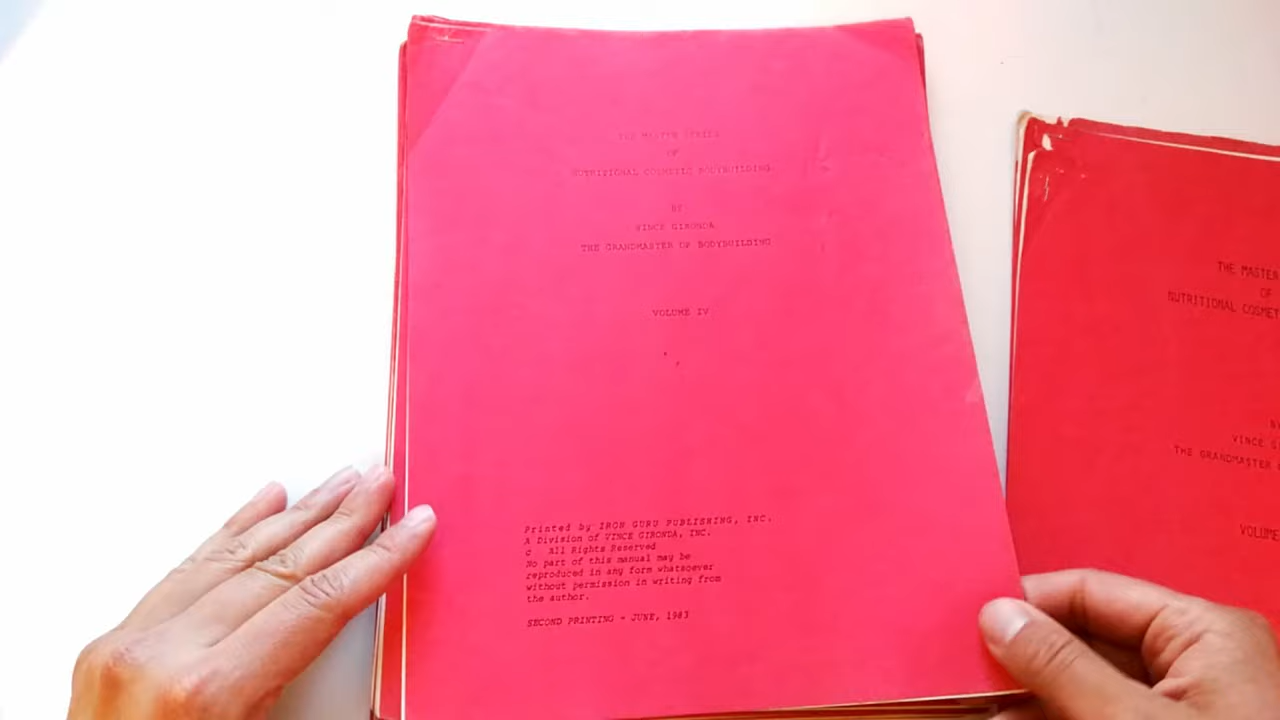 THE MASTER SERIES
OF
NUTRITIONAL COSMETIC BODYBUILDING
BY
VINCE GIRONDA
THE GRANDMASTER OF BODYBUILDING
VOLUME IV
Printed by IRON GURU PUBLISHING, INC.
A Division of VINCE GIRONDA, INC.
c All Rights Reserved
No part of this manual may be
reproduced in any form whatsoever
without permission in writing from
the author.
SECOND PRINTING - JUNE, 1983
THE MASTER
OF
NUTRITIONAL COSMET
BY
VINCE G
THE GRANDMASTER
VOLUME